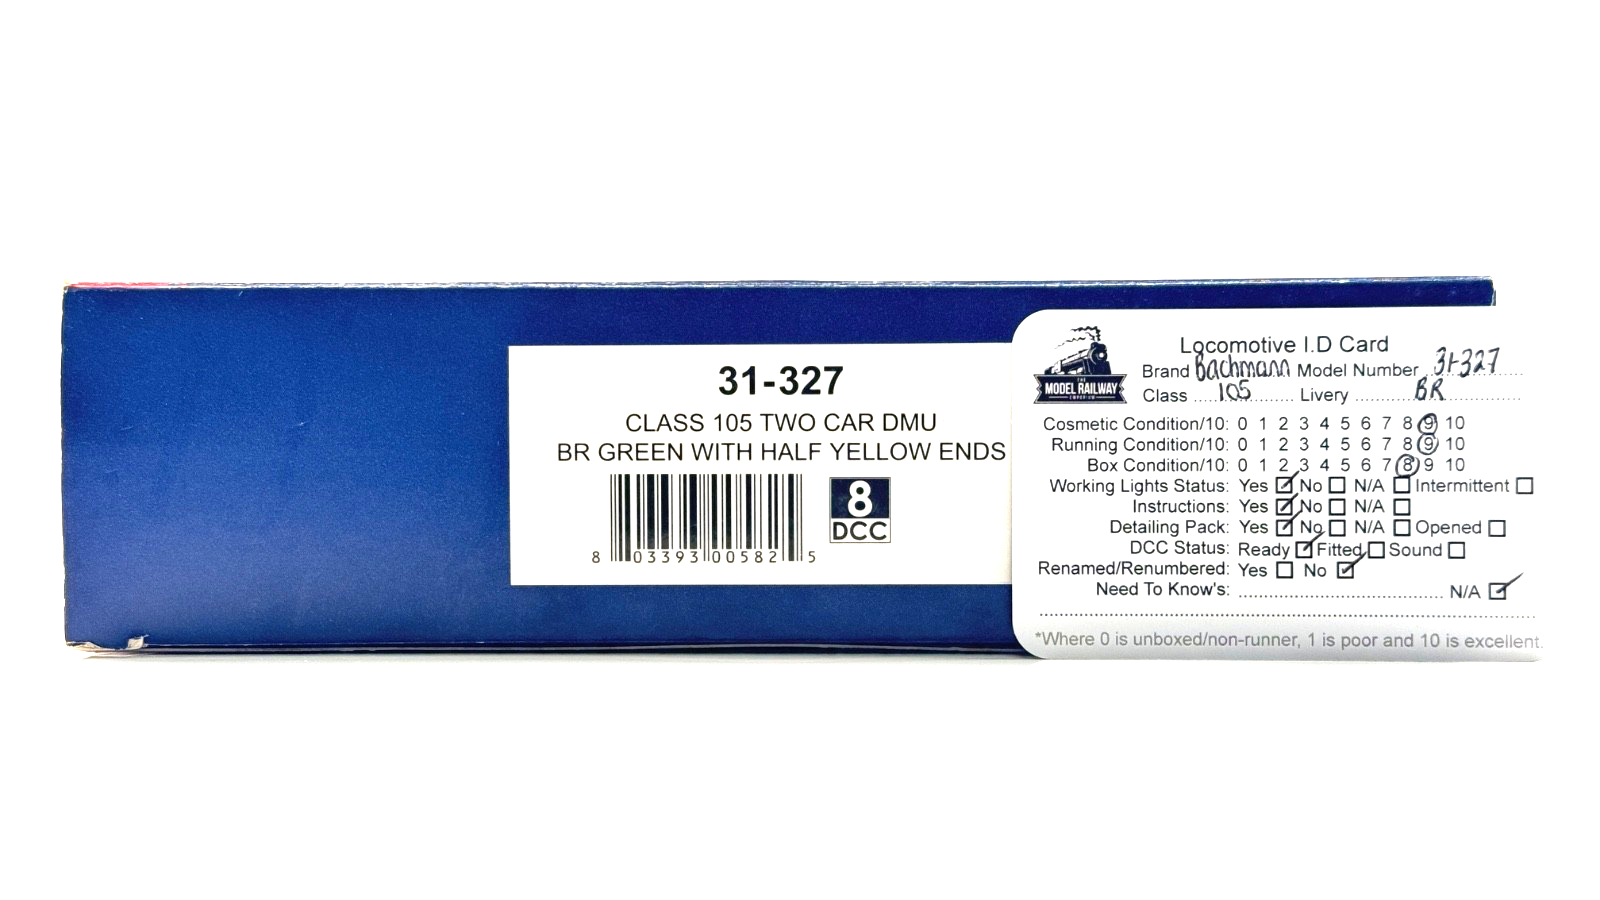 31-327
CLASS 105 TWO CAR DMU
BR GREEN WITH HALF YELLOW ENDS
8 033393 00582 5
8
DCC
THE
MODEL RAILWAY
EMPORIUM
Locomotive I.D Card
Brand Bachmann Model Number 31-327
Class ..... 105 ........ Livery ............ BR ...............
Cosmetic Condition/10: 0 1 2 3 4 5 6 7 8 9 10
Running Condition/10: 0 1 2 3 4 5 6 7 8 9 10
Box Condition/10: 0 1 2 3 4 5 6 7 8 9 10
Working Lights Status: Yes ☑ No ☐ N/A ☐ Intermittent ☐
Instructions: Yes ☑ No ☐ N/A ☐
Detailing Pack: Yes ☑ No ☐ N/A ☐ Opened ☐
DCC Status: Ready ☑ Fitted ☐ Sound ☐
Renamed/Renumbered: Yes ☐ No ☑
Need To Know's: ........................................ N/A ☑
*Where 0 is unboxed/non-runner, 1 is poor and 10 is excellent.